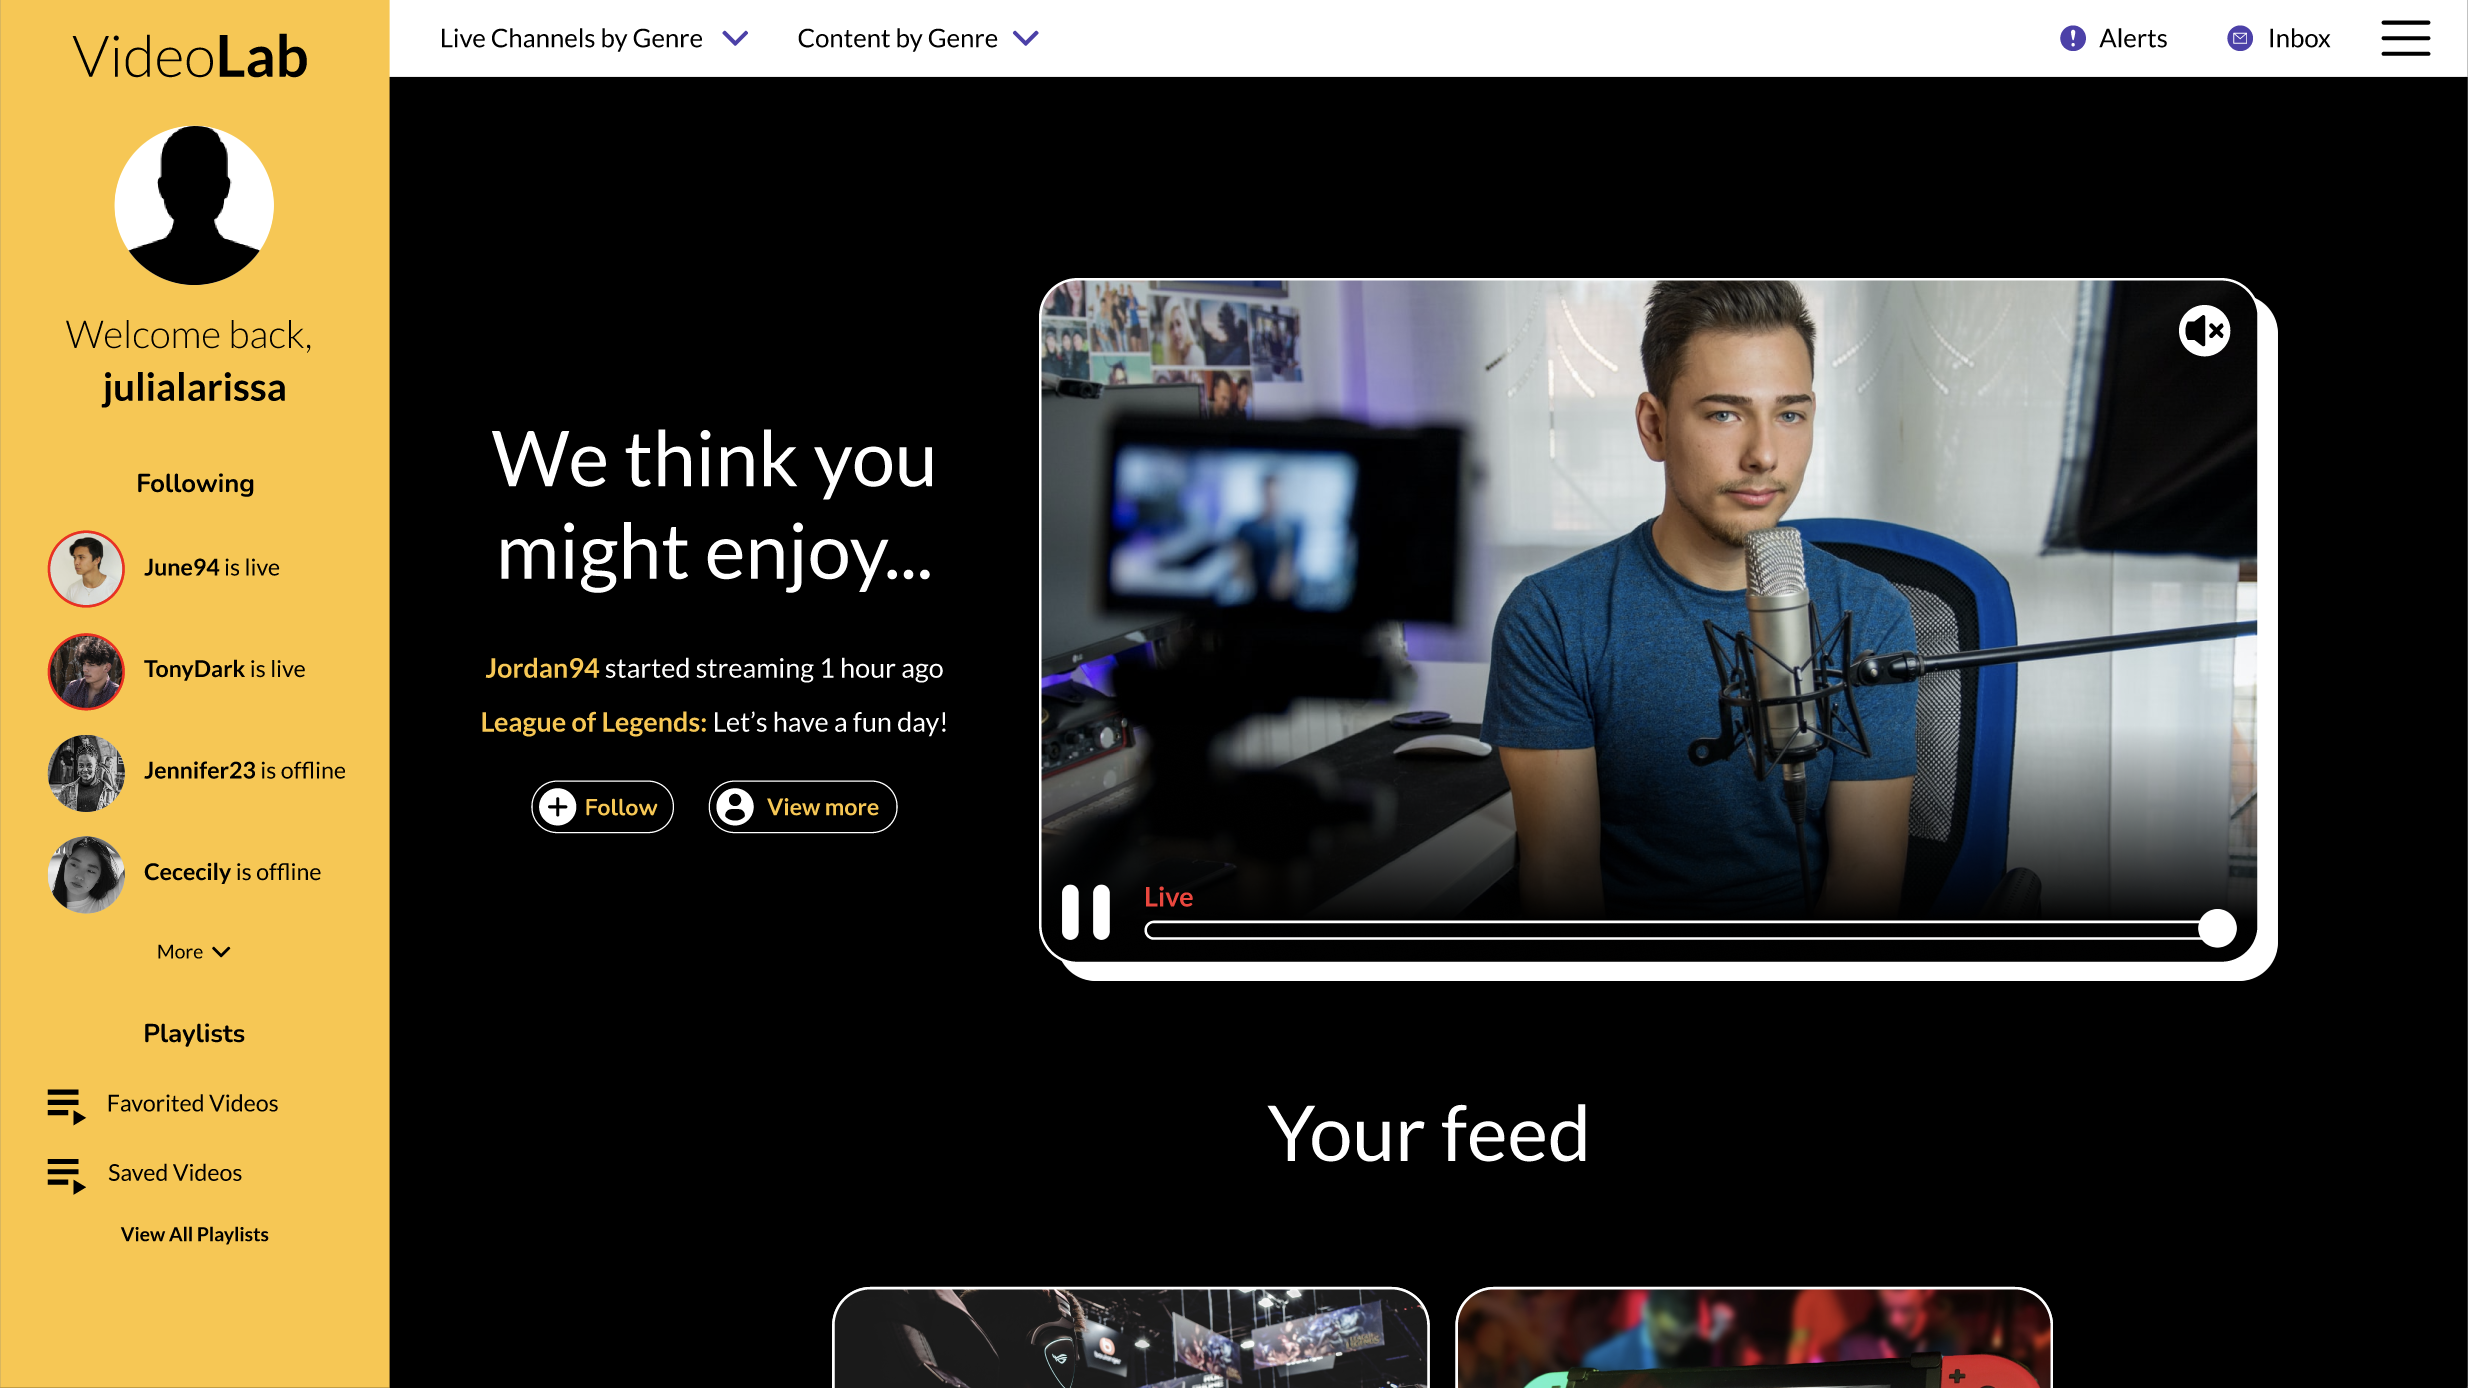 VideoLab
Live Channels by Genre
Content by Genre
Alerts
Inbox
Welcome back,
julialarissa
Following
June94 is live
TonyDark is live
Jennifer23 is offline
Cececily is offline
More
Playlists
Favorited Videos
Saved Videos
View All Playlists
We think you
might enjoy...
Jordan94 started streaming 1 hour ago
League of Legends: Let's have a fun day!
Follow
View more
Live
Your feed